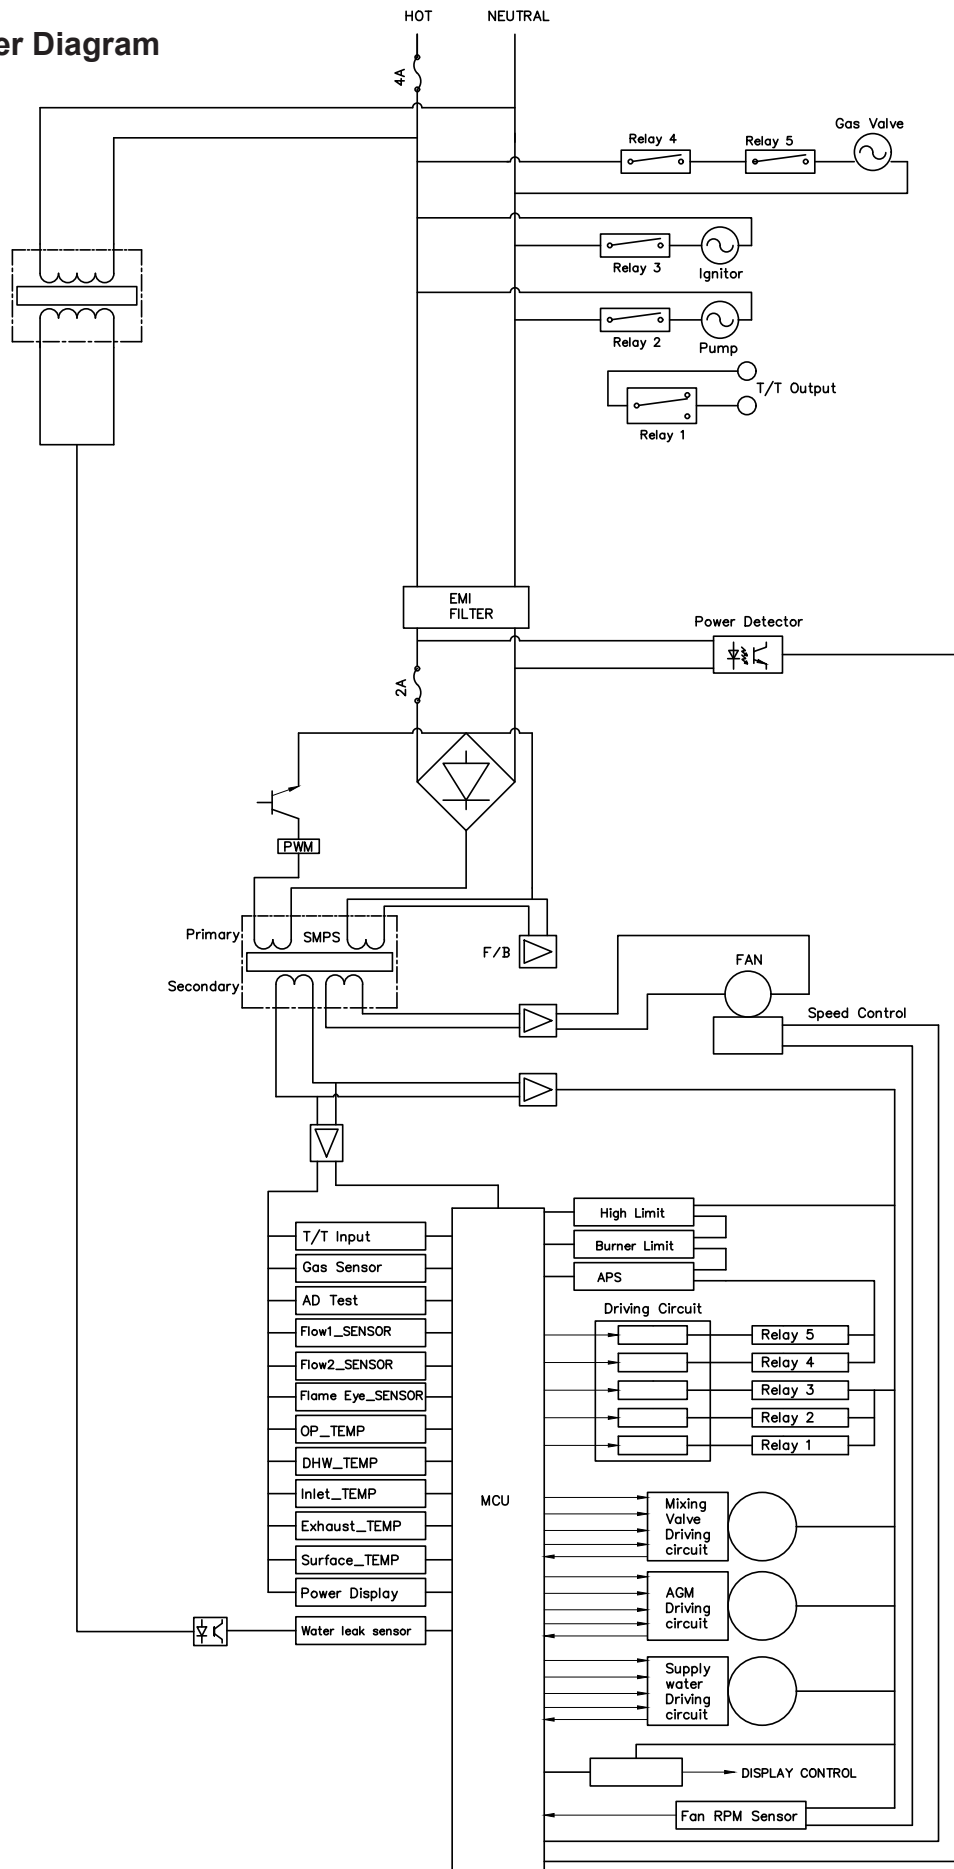 er Diagram
HOT
NEUTRAL
4A
Gas Valve
Relay 4
Relay 5
Relay 3
Ignitor
Relay 2
Pump
T/T Output
Relay 1
EMI
FILTER
Power Detector
2A
PWM
Primary
SMPS
F/B
Secondary
FAN
Speed Control
T/T Input
Gas Sensor
AD Test
Flow1_SENSOR
Flow2_SENSOR
Flame Eye_SENSOR
OP_TEMP
DHW_TEMP
Inlet_TEMP
Exhaust_TEMP
Surface_TEMP
Power Display
Water leak sensor
MCU
High Limit
Burner Limit
APS
Driving Circuit
Relay 5
Relay 4
Relay 3
Relay 2
Relay 1
Mixing
Valve
Driving
circuit
AGM
Driving
circuit
Supply
water
Driving
circuit
DISPLAY CONTROL
Fan RPM Sensor